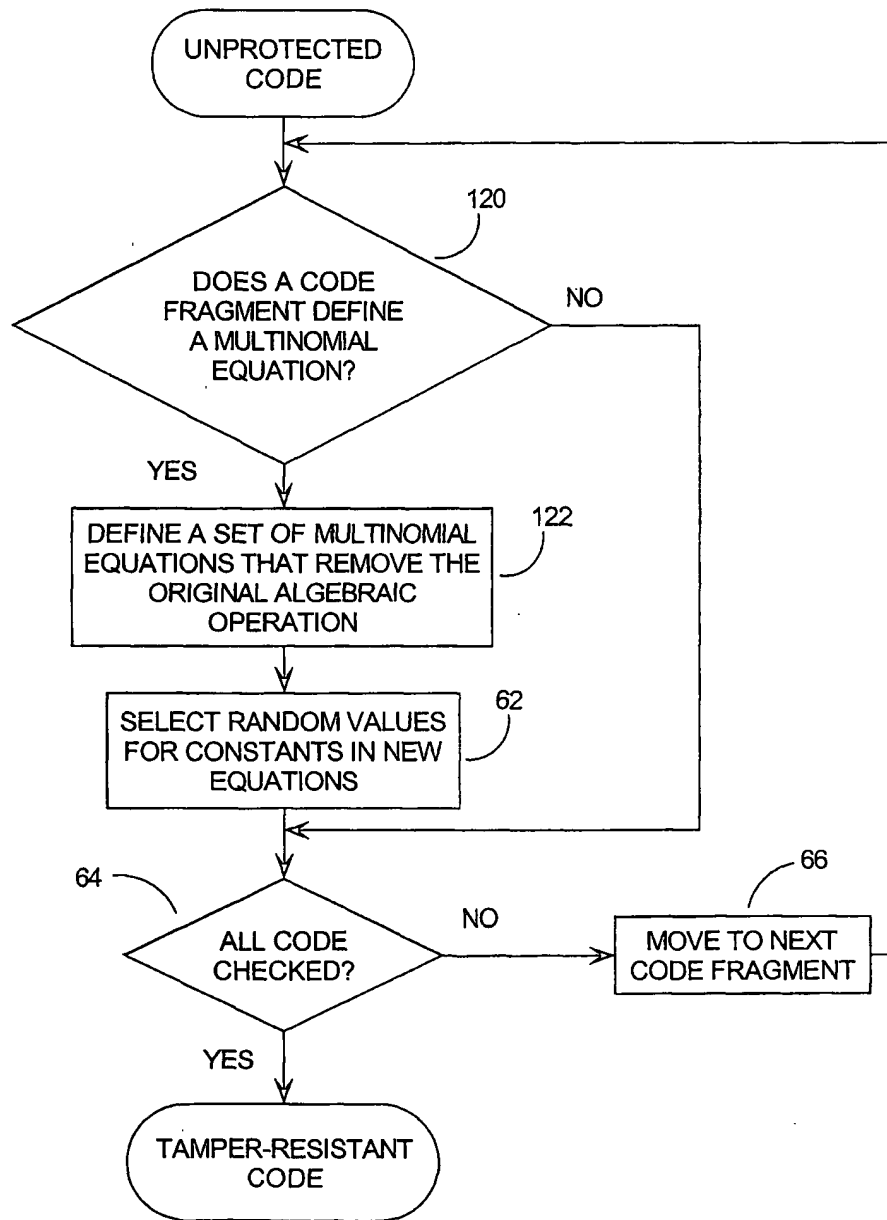 UNPROTECTED
CODE
120
DOES A CODE
FRAGMENT DEFINE
A MULTINOMIAL
EQUATION?
NO
YES
122
DEFINE A SET OF MULTINOMIAL
EQUATIONS THAT REMOVE THE
ORIGINAL ALGEBRAIC
OPERATION
62
SELECT RANDOM VALUES
FOR CONSTANTS IN NEW
EQUATIONS
64
ALL CODE
CHECKED?
NO
66
MOVE TO NEXT
CODE FRAGMENT
YES
TAMPER-RESISTANT
CODE